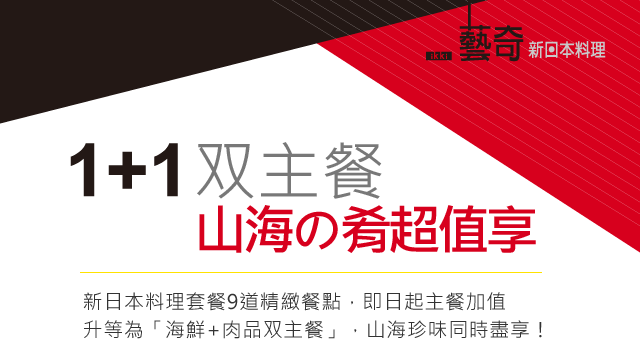 藝奇 新日本料理
1+1 双主餐
山海の肴超值享
新日本料理套餐9道精緻餐點，即日起主餐加值
升等為「海鮮+肉品双主餐」，山海珍味同時盡享！